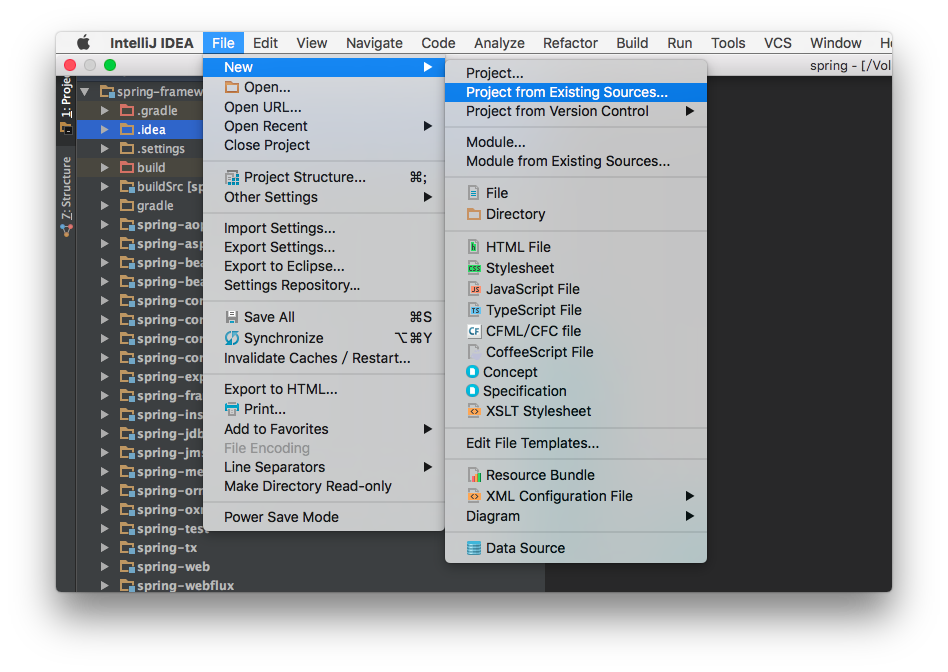 IntelliJ IDEA File Edit View Navigate Code Analyze Refactor Build Run Tools VCS Window
spring – [/Vol
1: Project
Z: Structure
spring-framew
.gradle
.idea
.settings
build
buildSrc [sp
gradle
spring-aop
spring-asp
spring-bea
spring-bea
spring-con
spring-con
spring-cor
spring-cor
spring-exp
spring-fra
spring-ins
spring-jdb
spring-jms
spring-me
spring-orm
spring-oxm
spring-test
spring-tx
spring-web
spring-webflux
New
Open...
Open URL...
Open Recent
Close Project
Project Structure... ⌘;
Other Settings
Import Settings...
Export Settings...
Export to Eclipse...
Settings Repository...
Save All ⌘S
Synchronize ⌥⌘Y
Invalidate Caches / Restart...
Export to HTML...
Print...
Add to Favorites
File Encoding
Line Separators
Make Directory Read-only
Power Save Mode
Project...
Project from Existing Sources...
Project from Version Control
Module...
Module from Existing Sources...
File
Directory
HTML File
Stylesheet
JavaScript File
TypeScript File
CFML/CFC file
CoffeeScript File
Concept
Specification
XSLT Stylesheet
Edit File Templates...
Resource Bundle
XML Configuration File
Diagram
Data Source